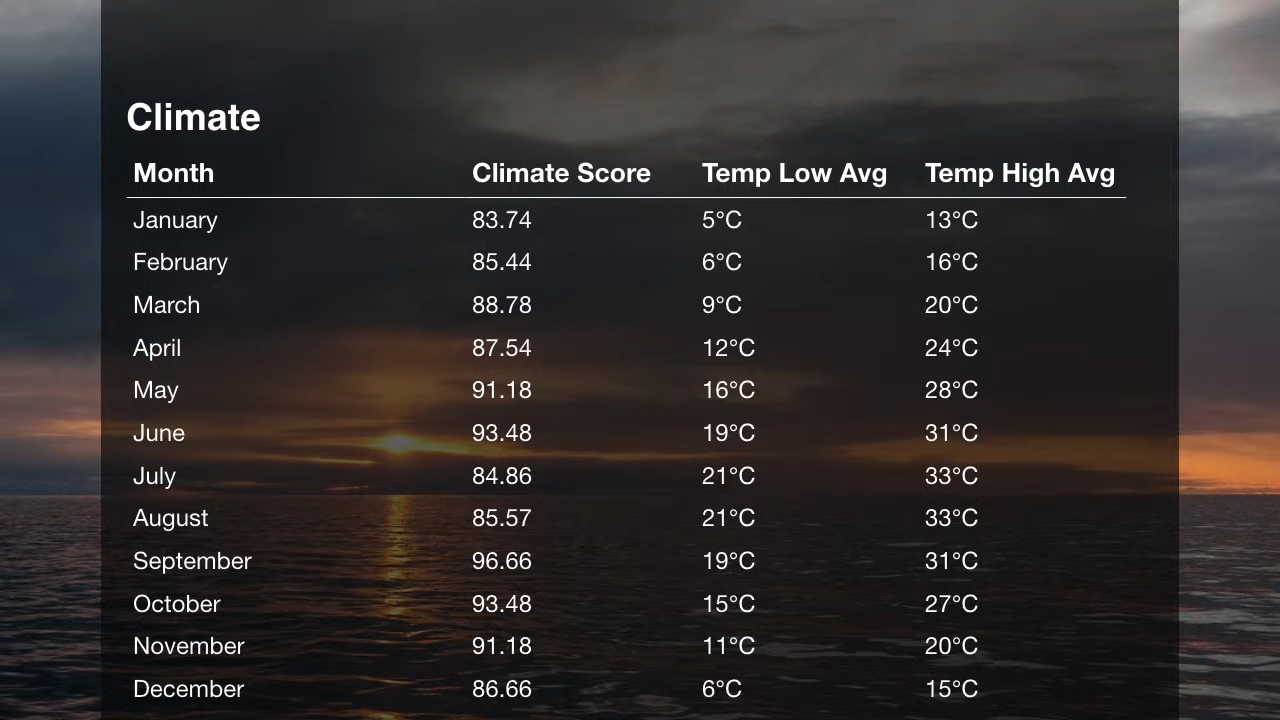 Climate
Month Climate Score Temp Low Avg Temp High Avg
January 83.74 5°C 13°C
February 85.44 6°C 16°C
March 88.78 9°C 20°C
April 87.54 12°C 24°C
May 91.18 16°C 28°C
June 93.48 19°C 31°C
July 84.86 21°C 33°C
August 85.57 21°C 33°C
September 96.66 19°C 31°C
October 93.48 15°C 27°C
November 91.18 11°C 20°C
December 86.66 6°C 15°C